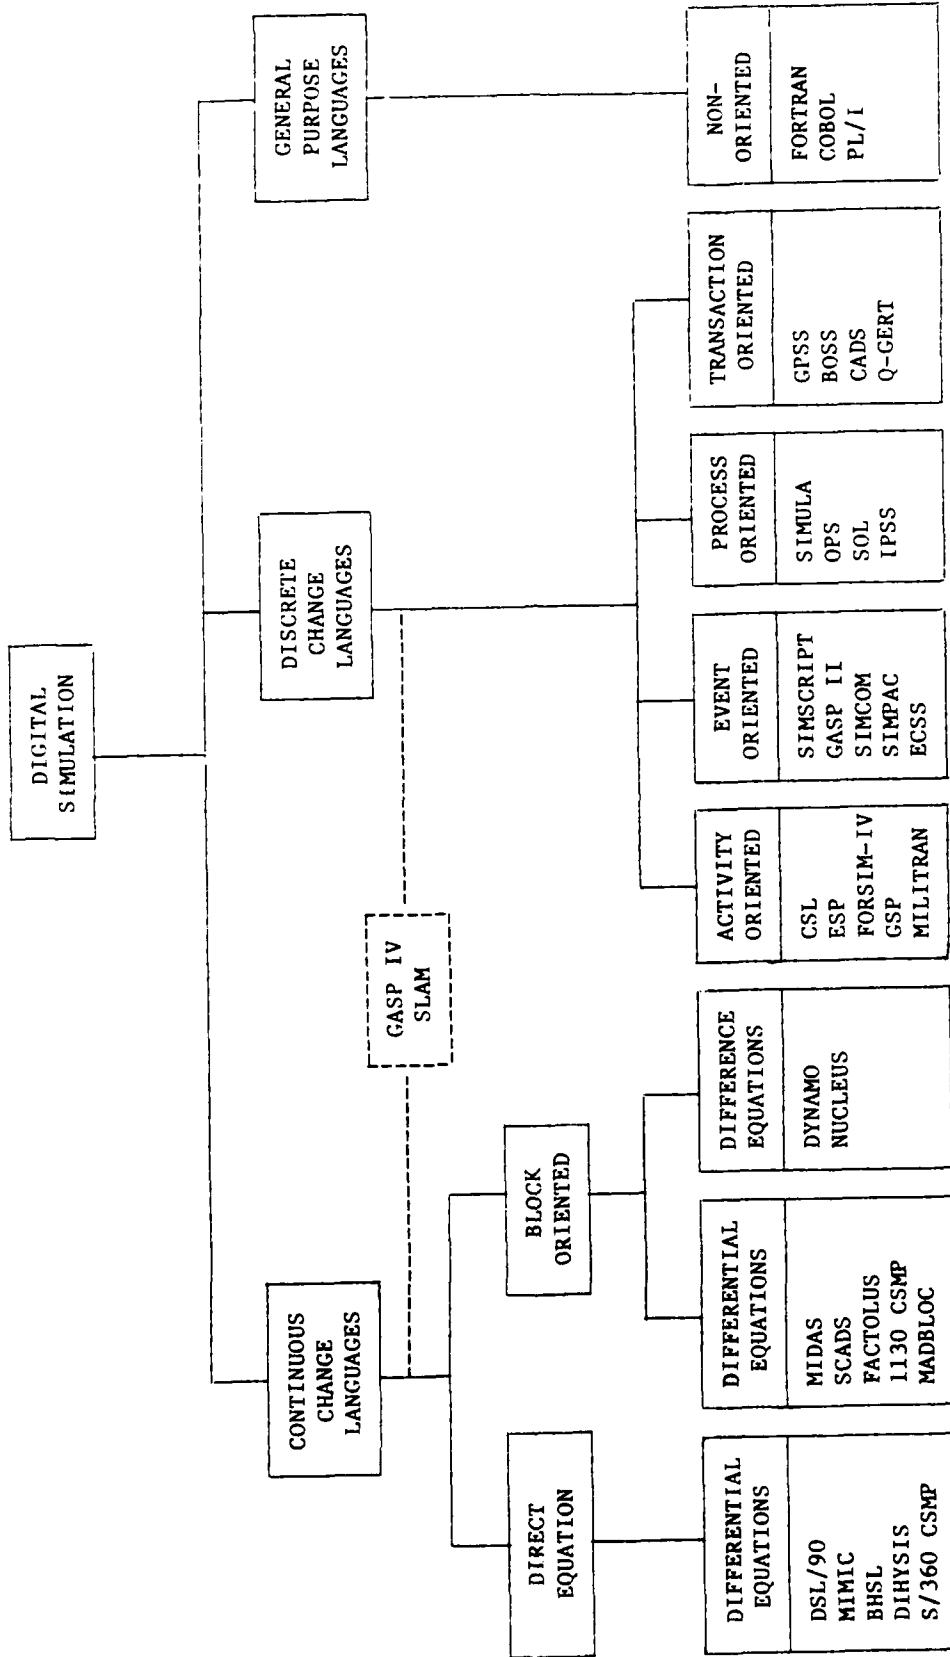 DIGITAL
SIMULATION
CONTINUOUS
CHANGE
LANGUAGES
DISCRETE
CHANGE
LANGUAGES
GENERAL
PURPOSE
LANGUAGES
GASP IV
SLAM
DIRECT
EQUATION
BLOCK
ORIENTED
DIFFERENTIAL
EQUATIONS
DSL/90
MIMIC
BHSL
DIHYSIS
S/360 CSMP
DIFFERENTIAL
EQUATIONS
MIDAS
SCADS
FACTOLUS
1130 CSMP
MADBLOC
DIFFERENCE
EQUATIONS
DYNAMO
NUCLEUS
ACTIVITY
ORIENTED
CSL
ESP
FORSIM-IV
GSP
MILITRAN
EVENT
ORIENTED
SIMSCRIPT
GASP II
SIMCOM
SIMPAC
ECSS
PROCESS
ORIENTED
SIMULA
OPS
SOL
IPSS
TRANSACTION
ORIENTED
GPSS
BOSS
CADS
Q-GERT
NON-
ORIENTED
FORTRAN
COBOL
PL/I